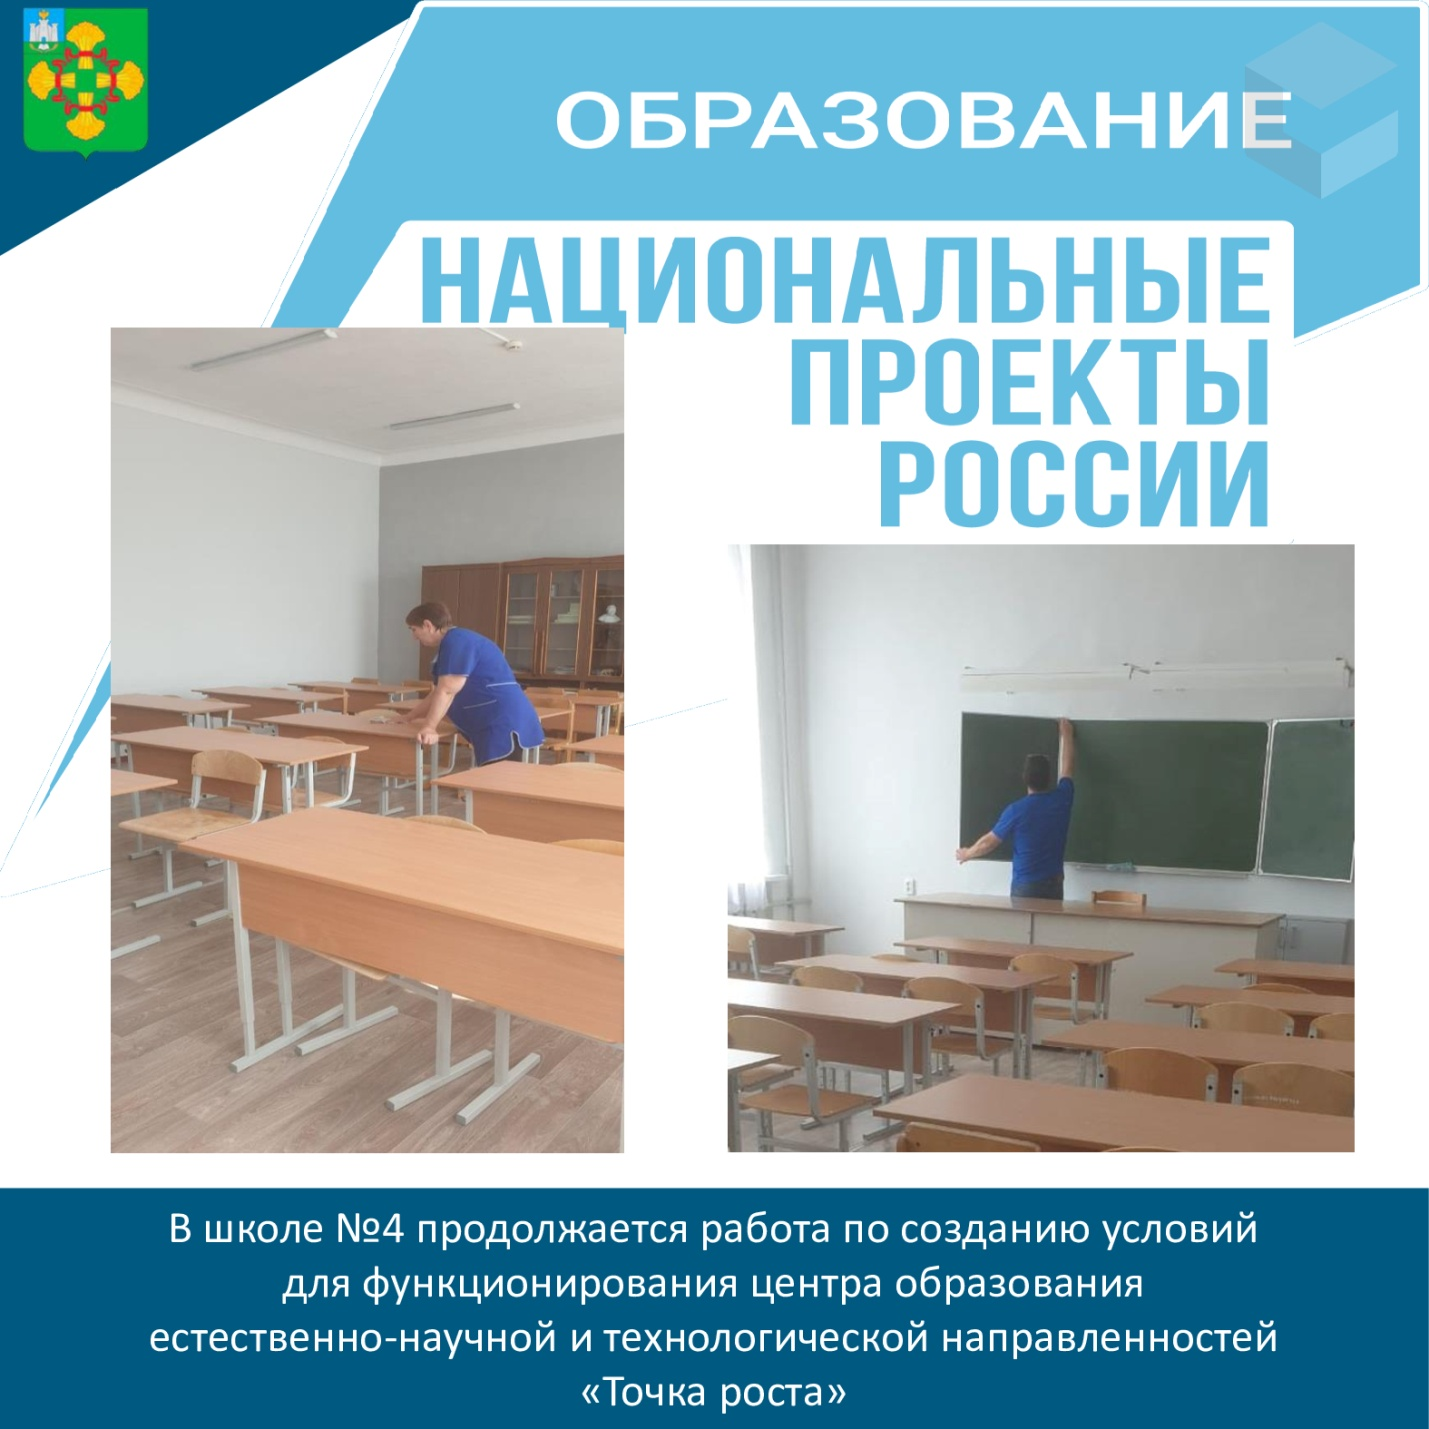 ОБРАЗОВАНИЕ
НАЦИОНАЛЬНЫЕ
ПРОЕКТЫ
РОССИИ
В школе №4 продолжается работа по созданию условий
для функционирования центра образования
естественно-научной и технологической направленностей
«Точка роста»